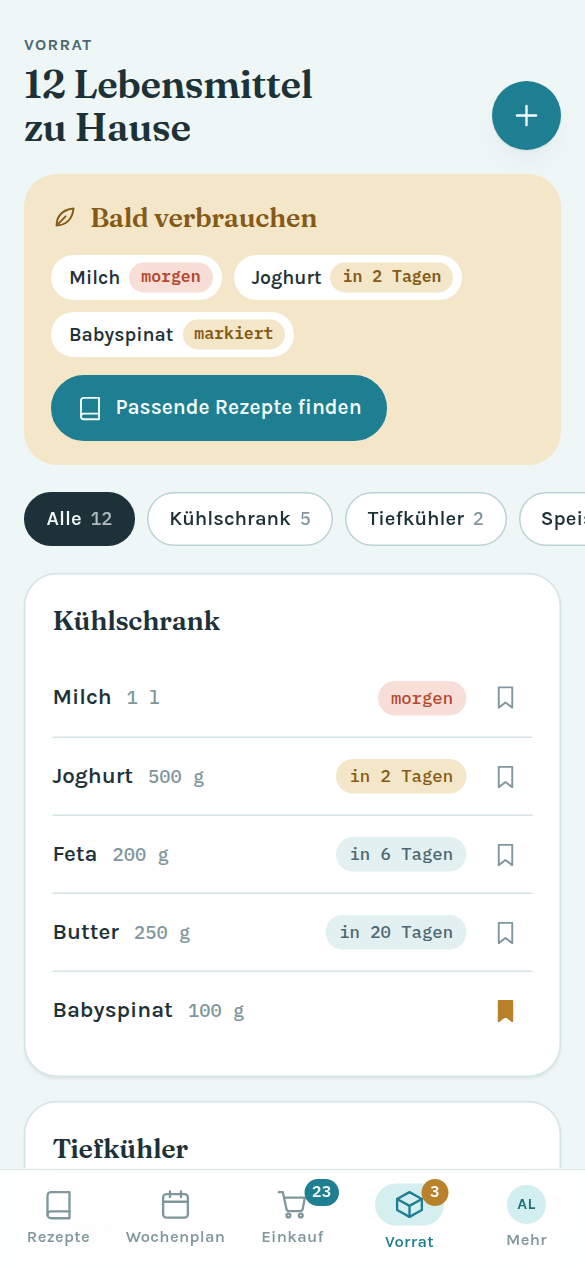 VORRAT
12 Lebensmittel
zu Hause
Bald verbrauchen
Milch morgen Joghurt in 2 Tagen
Babyspinat markiert
Passende Rezepte finden
Alle 12 Kühlschrank 5 Tiefkühler 2 Speis
Kühlschrank
Milch 1 l morgen
Joghurt 500 g in 2 Tagen
Feta 200 g in 6 Tagen
Butter 250 g in 20 Tagen
Babyspinat 100 g
Tiefkühler
23 3 AL
Rezepte Wochenplan Einkauf Vorrat Mehr